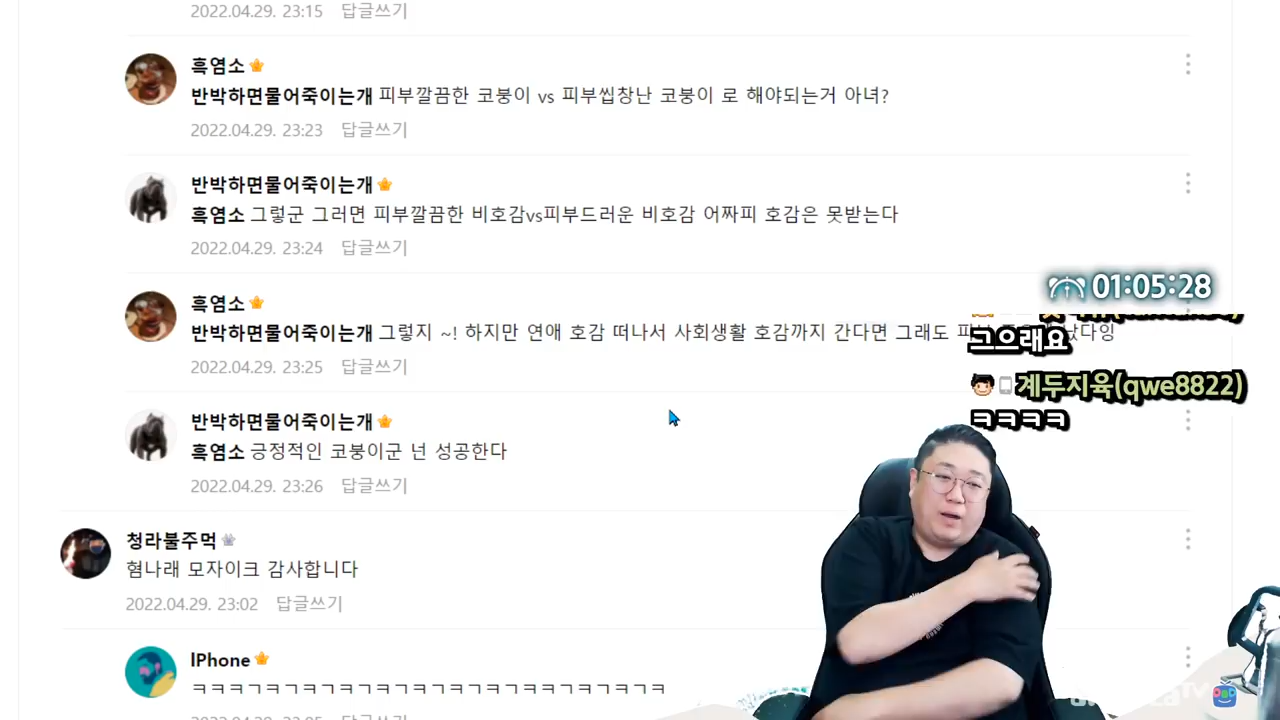 2022.04.29. 23:15 답글쓰기
흑염소
반박하면물어죽이는개 피부깔끔한 코붕이 vs 피부씹창난 코붕이 로 해야되는거 아녀?
2022.04.29. 23:23 답글쓰기
반박하면물어죽이는개
흑염소 그렇군 그러면 피부깔끔한 비호감vs피부드러운 비호감 어짜피 호감은 못받는다
2022.04.29. 23:24 답글쓰기
01:05:28
흑염소
반박하면물어죽이는개 그렇지 ~! 하지만 연애 호감 떠나서 사회생활 호감까지 간다면 그래도
그으래요
2022.04.29. 23:25 답글쓰기
계두지육(qwe8822)
ㅋㅋㅋㅋ
반박하면물어죽이는개
흑염소 긍정적인 코붕이군 넌 성공한다
2022.04.29. 23:26 답글쓰기
청라불주먹
혐나래 모자이크 감사합니다
2022.04.29. 23:02 답글쓰기
IPhone